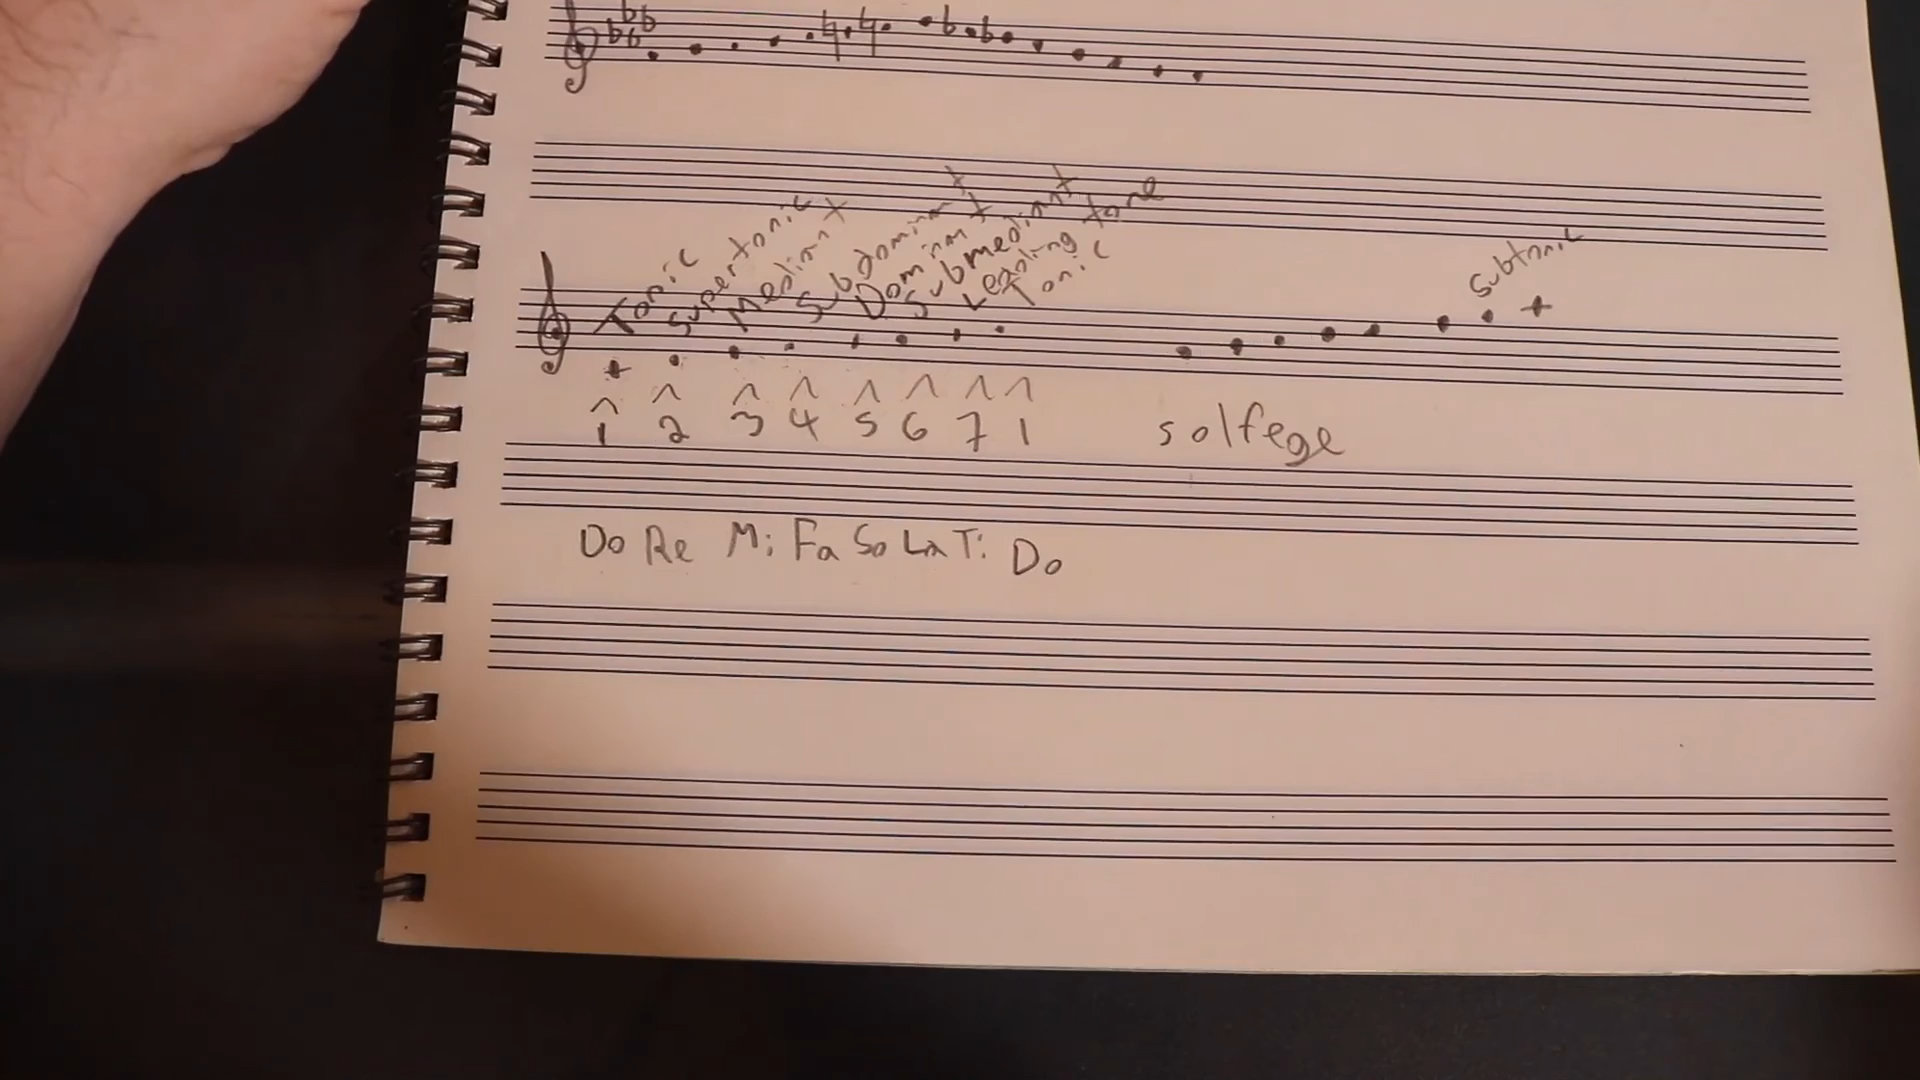 Tonic Supertonic Mediant Subdominant Dominant Submediant Leading tone Tonic
Subtonic
1 2 3 4 5 6 7 1
solfege
Do Re Mi Fa So La Ti Do